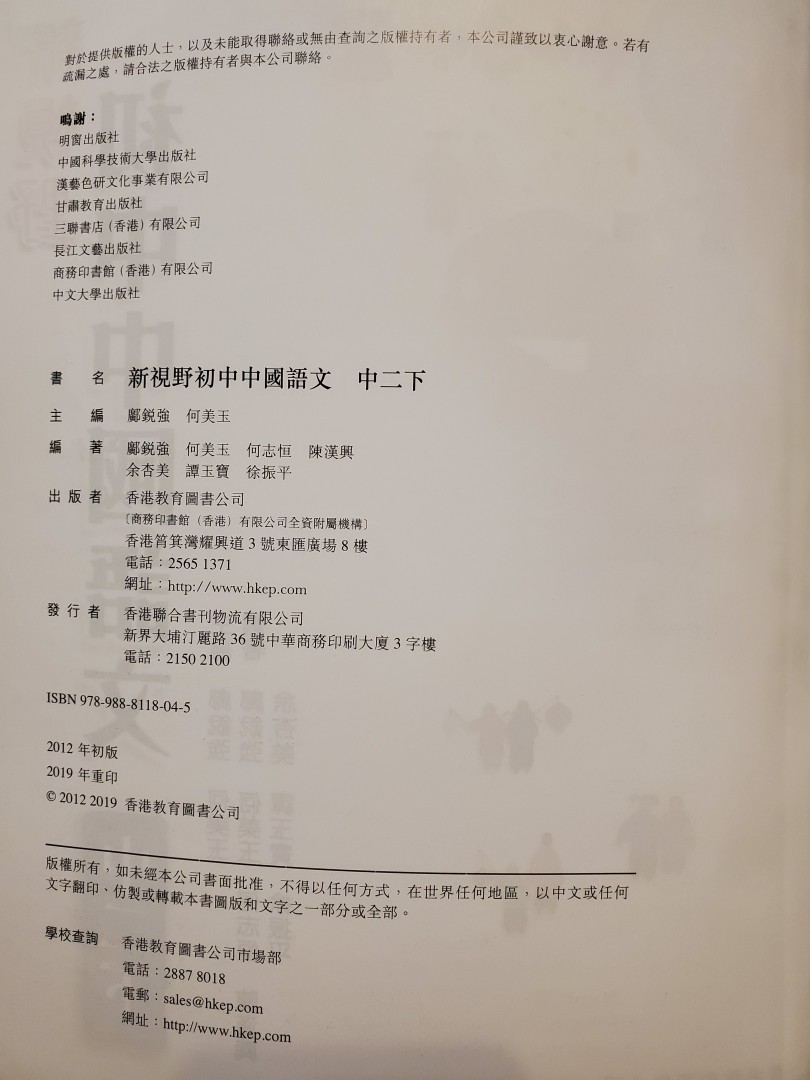 對於提供版權的人士，以及未能取得聯絡或無由查詢之版權持有者，本公司謹致以衷心謝意。若有
疏漏之處，請合法之版權持有者與本公司聯絡。
鳴謝：
明窗出版社
中國科學技術大學出版社
漢藝色研文化事業有限公司
甘肅教育出版社
三聯書店（香港）有限公司
長江文藝出版社
商務印書館（香港）有限公司
中文大學出版社
書　名　新視野初中中國語文　中二下
主　編　鄺銳強　何美玉
編　著　鄺銳強　何美玉　何志恒　陳漢興
余杏美　譚玉寶　徐振平
出版者　香港教育圖書公司
〔商務印書館（香港）有限公司全資附屬機構〕
香港筲箕灣耀興道 3 號東匯廣場 8 樓
電話：2565 1371
網址：http://www.hkep.com
發行者　香港聯合書刊物流有限公司
新界大埔汀麗路 36 號中華商務印刷大廈 3 字樓
電話：2150 2100
ISBN 978-988-8118-04-5
2012 年初版
2019 年重印
© 2012 2019 香港教育圖書公司
版權所有，如未經本公司書面批准，不得以任何方式，在世界任何地區，以中文或任何
文字翻印、仿製或轉載本書圖版和文字之一部分或全部。
學校查詢　香港教育圖書公司市場部
電話：2887 8018
電郵：sales@hkep.com
網址：http://www.hkep.com